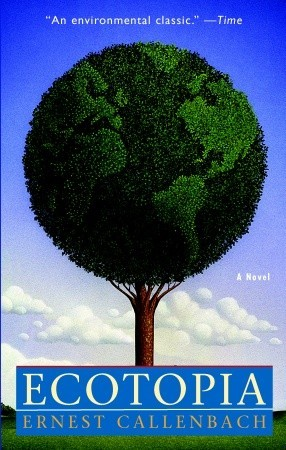 “An environmental classic.” —Time
A Novel
ECOTOPIA
ERNEST CALLENBACH